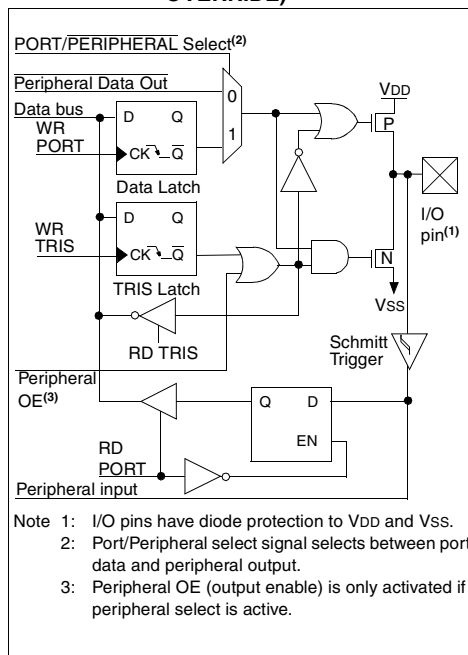 PORT/PERIPHERAL Select(2)
Peripheral Data Out
Data bus
WR
PORT
D Q
CK Q
Data Latch
0
1
VDD
P
I/O
pin(1)
WR
TRIS
D Q
CK Q
TRIS Latch
N
VSS
RD TRIS
Schmitt
Trigger
Peripheral
OE(3)
Q D
EN
RD
PORT
Peripheral input
Note 1: I/O pins have diode protection to VDD and VSS.
2: Port/Peripheral select signal selects between port
data and peripheral output.
3: Peripheral OE (output enable) is only activated if
peripheral select is active.